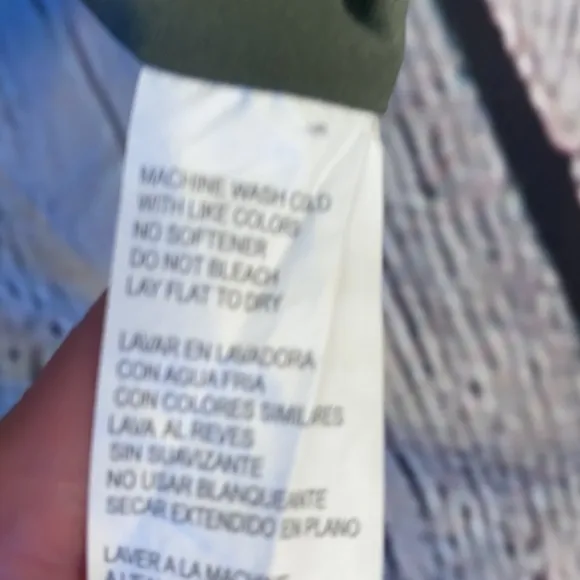 MACHINE WASH COLD
WITH LIKE COLORS
NO SOFTENER
DO NOT BLEACH
LAY FLAT TO DRY
LAVAR EN LAVADORA
CON AGUA FRIA
CON COLORES SIMILARES
LAVA AL REVES
SIN SUAVIZANTE
NO USAR BLANQUEANTE
SECAR EXTENDIDO EN PLANO
LAVER A LA MACHINE